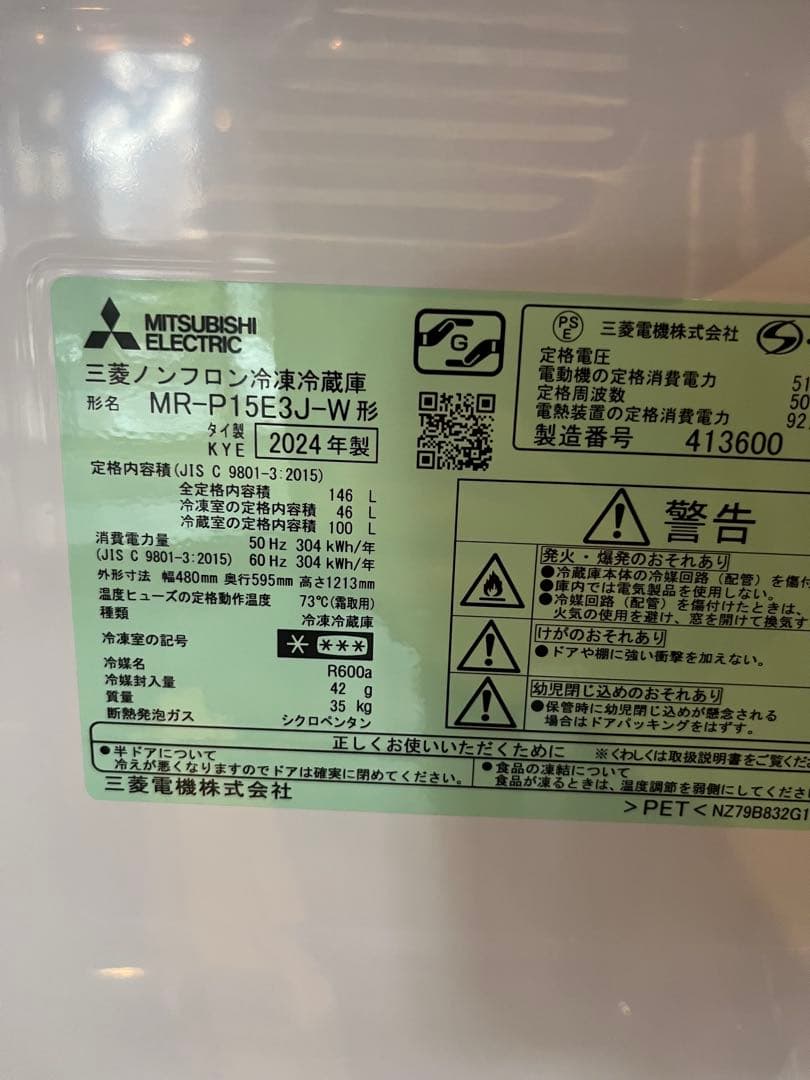 MITSUBISHI
ELECTRIC
三菱ノンフロン冷凍冷蔵庫
形名 MR-P15E3J-W形
タイ製
KYE 2024年製
定格内容積(JIS C 9801-3:2015)
全定格内容積 146 L
冷凍室の定格内容積 46 L
冷蔵室の定格内容積 100 L
消費電力量 50Hz 304 kWh/年
(JIS C 9801-3:2015) 60Hz 304 kWh/年
外形寸法 幅480mm 奥行595mm 高さ1213mm
温度ヒューズの定格動作温度 73℃(霜取用)
種類 冷凍冷蔵庫
冷凍室の記号
冷媒名 R600a
冷媒封入量 42 g
質量 35 kg
断熱発泡ガス シクロペンタン
G
PS
E
三菱電機株式会社
定格電圧
電動機の定格消費電力 51
定格周波数 50
電熱装置の定格消費電力 92
製造番号 413600
警告
発火・爆発のおそれあり
●冷蔵庫本体の冷媒回路(配管)を傷付
●庫内では電気製品を使用しない。
●冷媒回路(配管)を傷付けたときは、
火気の使用を避け、窓を開けて換気す
けがのおそれあり
●ドアや棚に強い衝撃を加えない。
幼児閉じ込めのおそれあり
●保管時に幼児閉じ込めが懸念される
場合はドアパッキングをはずす。
正しくお使いいただくために ※くわしくは取扱説明書をご覧くだ
●半ドアについて
冷えが悪くなりますのでドアは確実に閉めてください。
●食品の凍結について
食品が凍るときは、温度調節を弱側にしてください
三菱電機株式会社
>PET< NZ79B832G1